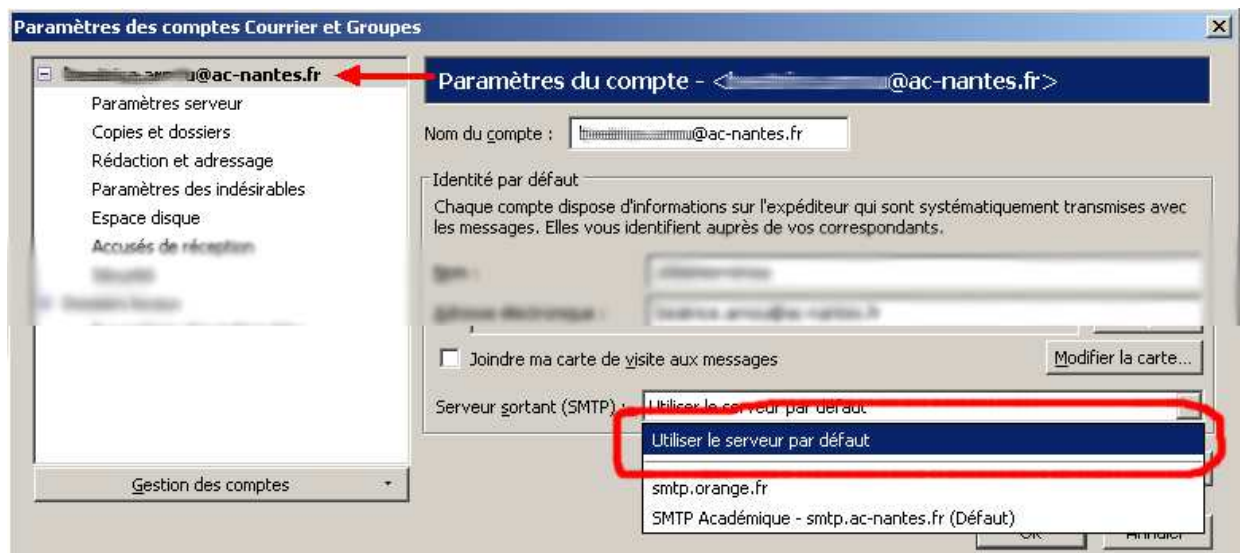 Paramètres des comptes Courrier et Groupes
@ac-nantes.fr
Paramètres serveur
Copies et dossiers
Rédaction et adressage
Paramètres des indésirables
Espace disque
Accusés de réception
Gestion des comptes
Paramètres du compte - < @ac-nantes.fr>
Nom du compte : @ac-nantes.fr
Identité par défaut
Chaque compte dispose d'informations sur l'expéditeur qui sont systématiquement transmises avec
les messages. Elles vous identifient auprès de vos correspondants.
Joindre ma carte de visite aux messages
Modifier la carte...
Serveur sortant (SMTP) : Utiliser le serveur par défaut
Utiliser le serveur par défaut
smtp.orange.fr
SMTP Académique - smtp.ac-nantes.fr (Défaut)
OK Annuler